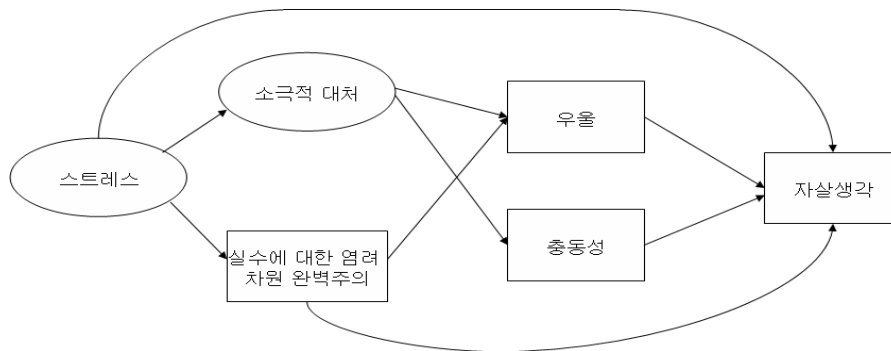 소극적 대처
우울
스트레스
자살생각
실수에 대한 염려
차원 완벽주의
충동성